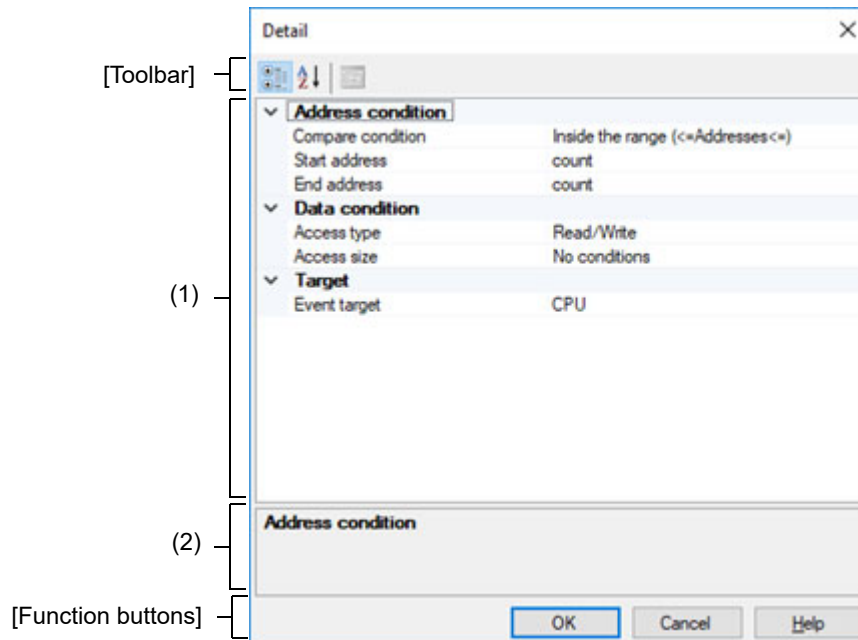 Detail
[Toolbar]
Address condition
Compare condition Inside the range (<=Addresses<=)
Start address count
End address count
Data condition
Access type Read/Write
Access size No conditions
(1)
Target
Event target CPU
(2)
Address condition
[Function buttons]
OK Cancel Help